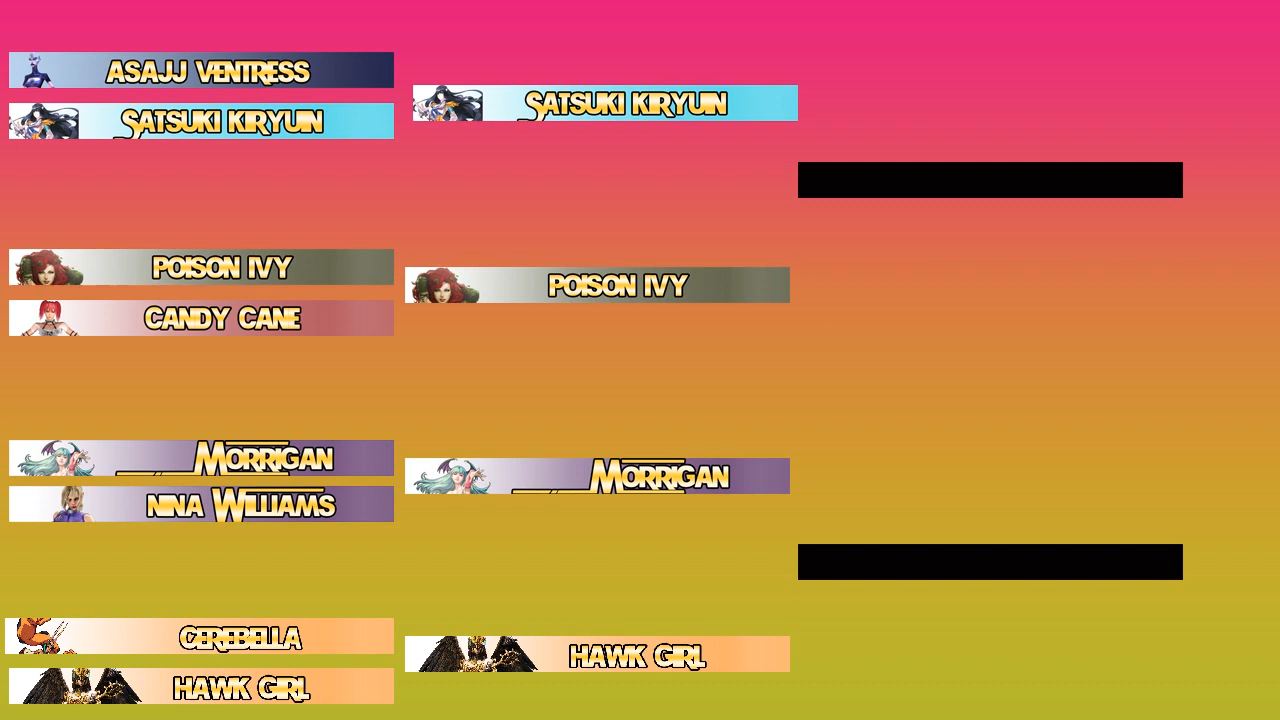 ASAJJ VENTRESS
SATSUKI KIRYUIN
SATSUKI KIRYUIN
POISON IVY
CANDY CANE
POISON IVY
MORRIGAN
NINA WILLIAMS
MORRIGAN
CEREBELLA
HAWK GIRL
HAWK GIRL